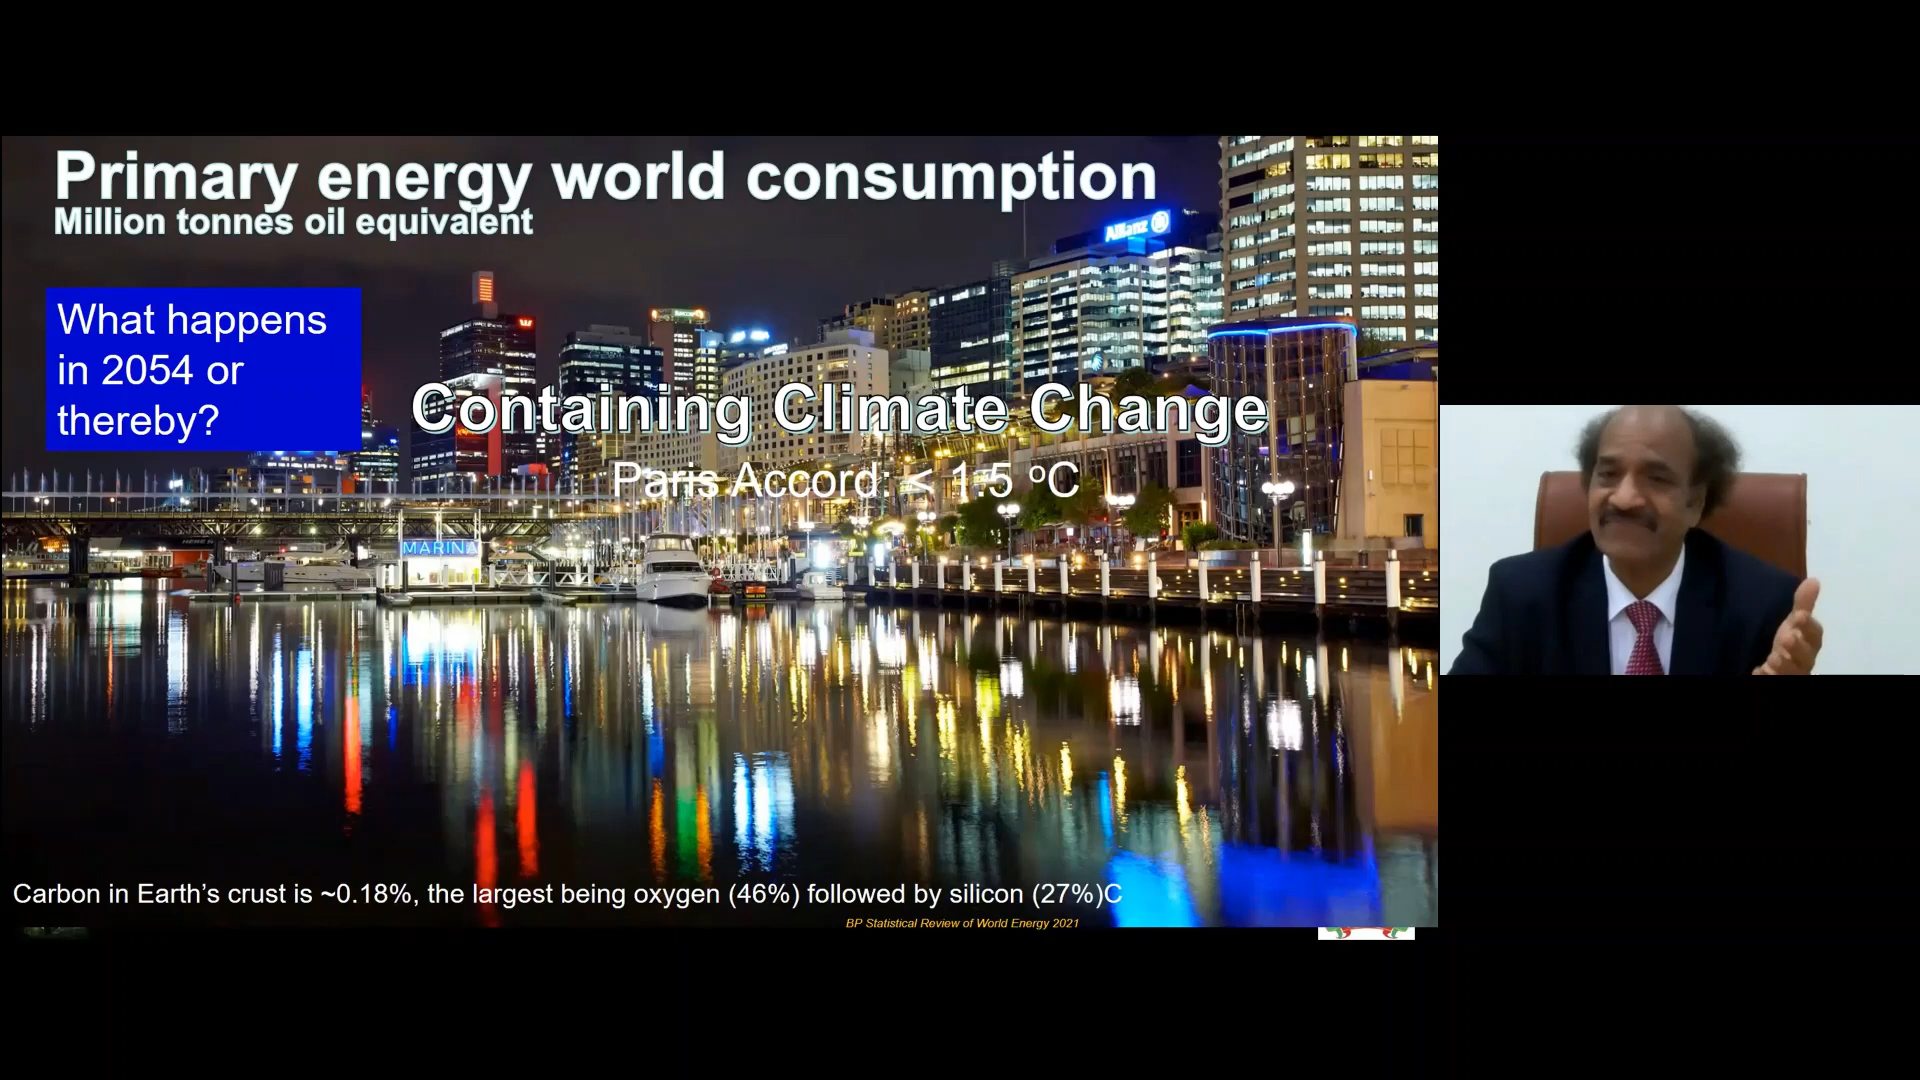 Primary energy world consumption
Million tonnes oil equivalent
Allianz
What happens
in 2054 or
thereby?
Containing Climate Change
Paris Accord: < 1.5 ºC
MARINA
Carbon in Earth’s crust is ~0.18%, the largest being oxygen (46%) followed by silicon (27%)C
BP Statistical Review of World Energy 2021